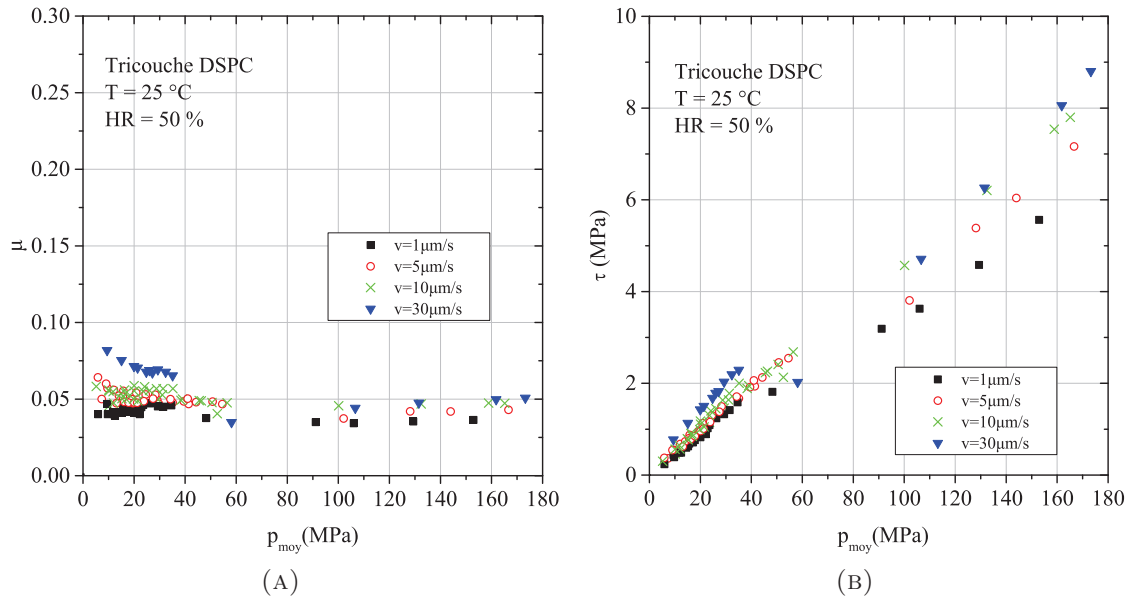 0.30
0.25
0.20
0.15
0.10
0.05
0.00
μ
Tricouche DSPC
T = 25 °C
HR = 50 %
v=1μm/s
v=5μm/s
v=10μm/s
v=30μm/s
0 20 40 60 80 100 120 140 160 180
p_moy(MPa)
(A)
10
8
6
4
2
0
τ (MPa)
Tricouche DSPC
T = 25 °C
HR = 50 %
v=1μm/s
v=5μm/s
v=10μm/s
v=30μm/s
0 20 40 60 80 100 120 140 160 180
p_moy(MPa)
(B)